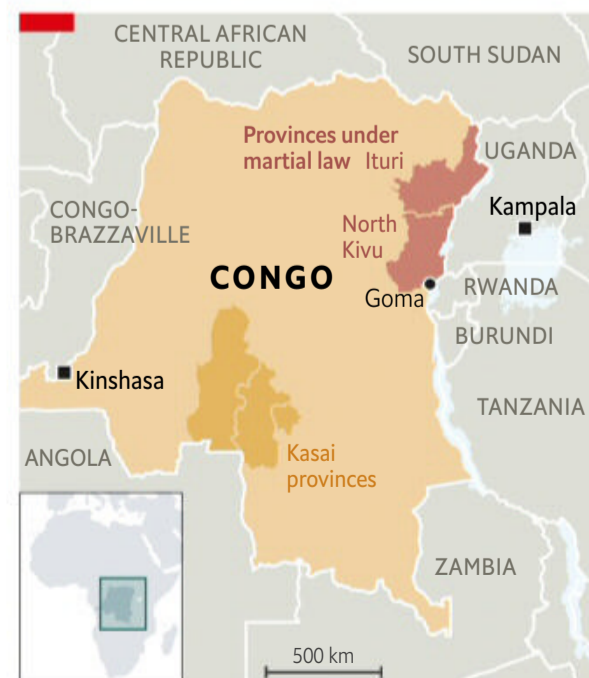 CENTRAL AFRICAN
REPUBLIC
SOUTH SUDAN
Provinces under
martial law Ituri
UGANDA
CONGO-
BRAZZAVILLE
North
Kivu
Kampala
CONGO
Goma
RWANDA
BURUNDI
Kinshasa
TANZANIA
ANGOLA
Kasai
provinces
ZAMBIA
500 km